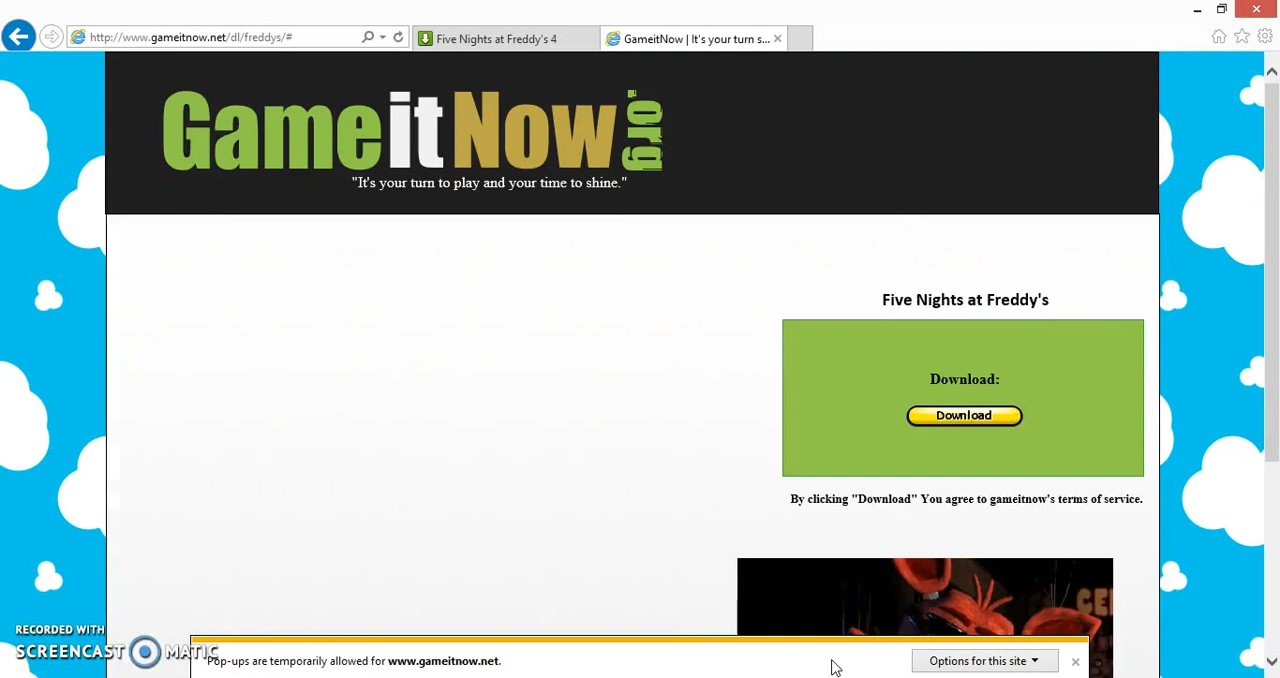 http://www.gameitnow.net/dl/freddys/#
Five Nights at Freddy's 4
GameitNow | It's your turn s...
GameitNow.org
"It's your turn to play and your time to shine."
Five Nights at Freddy's
Download:
Download
By clicking "Download" You agree to gameitnow's terms of service.
CE
RECORDED WITH
SCREENCAST MATIC
Pop-ups are temporarily allowed for www.gameitnow.net.
Options for this site